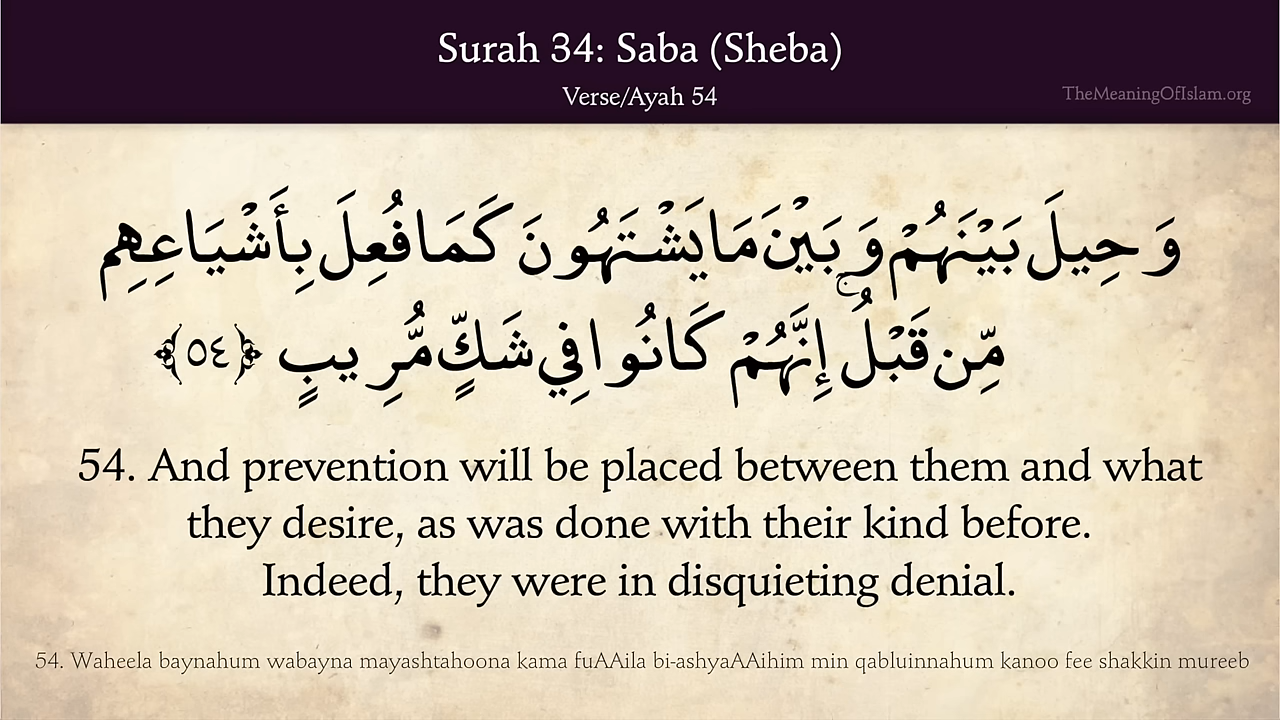 Surah 34: Saba (Sheba)
Verse/Ayah 54
TheMeaningOfIslam.org
وَحِيلَ بَيْنَهُمْ وَبَيْنَ مَا يَشْتَهُونَ كَمَا فُعِلَ بِأَشْيَاعِهِم
مِّن قَبْلُ ۚ إِنَّهُمْ كَانُوا فِي شَكٍّ مُّرِيبٍ ﴿٥٤﴾
54. And prevention will be placed between them and what
they desire, as was done with their kind before.
Indeed, they were in disquieting denial.
54. Waheela baynahum wabayna mayashtahoona kama fuAAila bi-ashyaAAihim min qabluinnahum kanoo fee shakkin mureeb